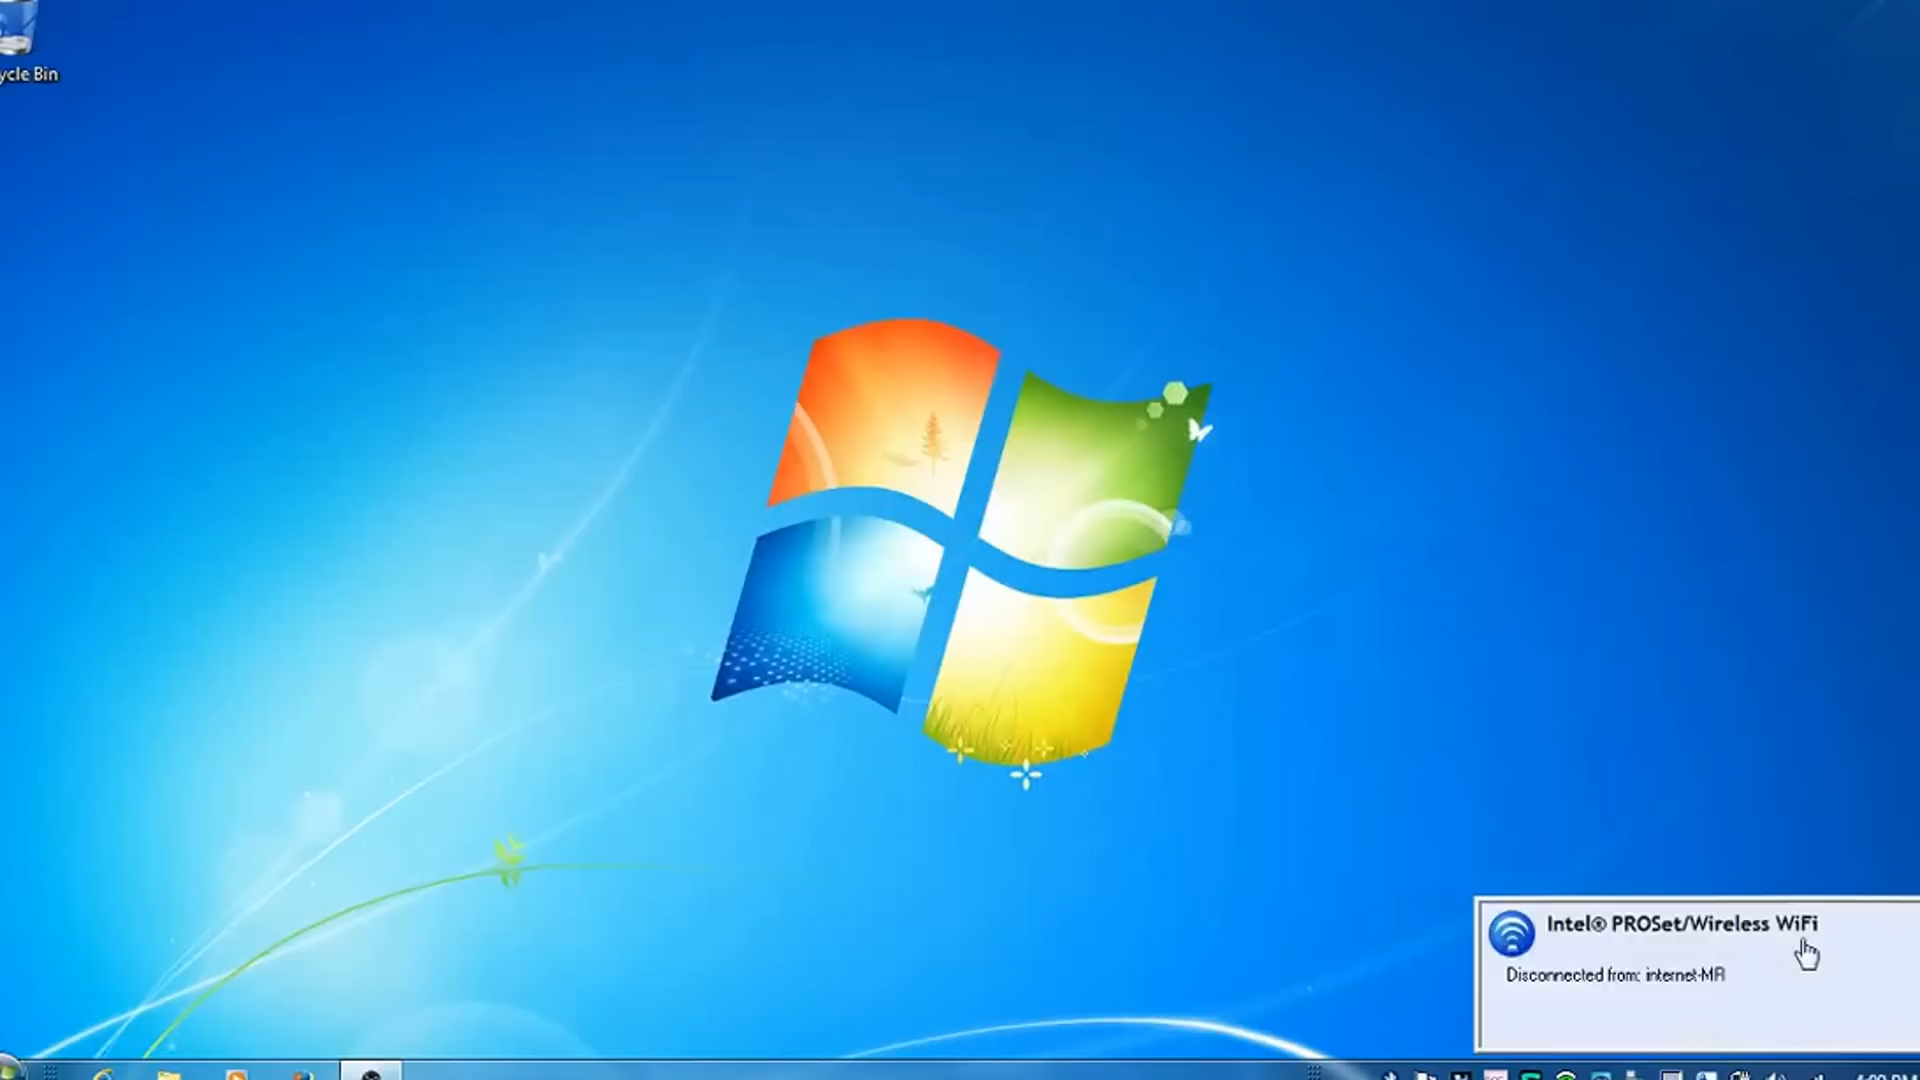 ycle Bin
Intel® PROSet/Wireless WiFi
Disconnected from: internet-MR